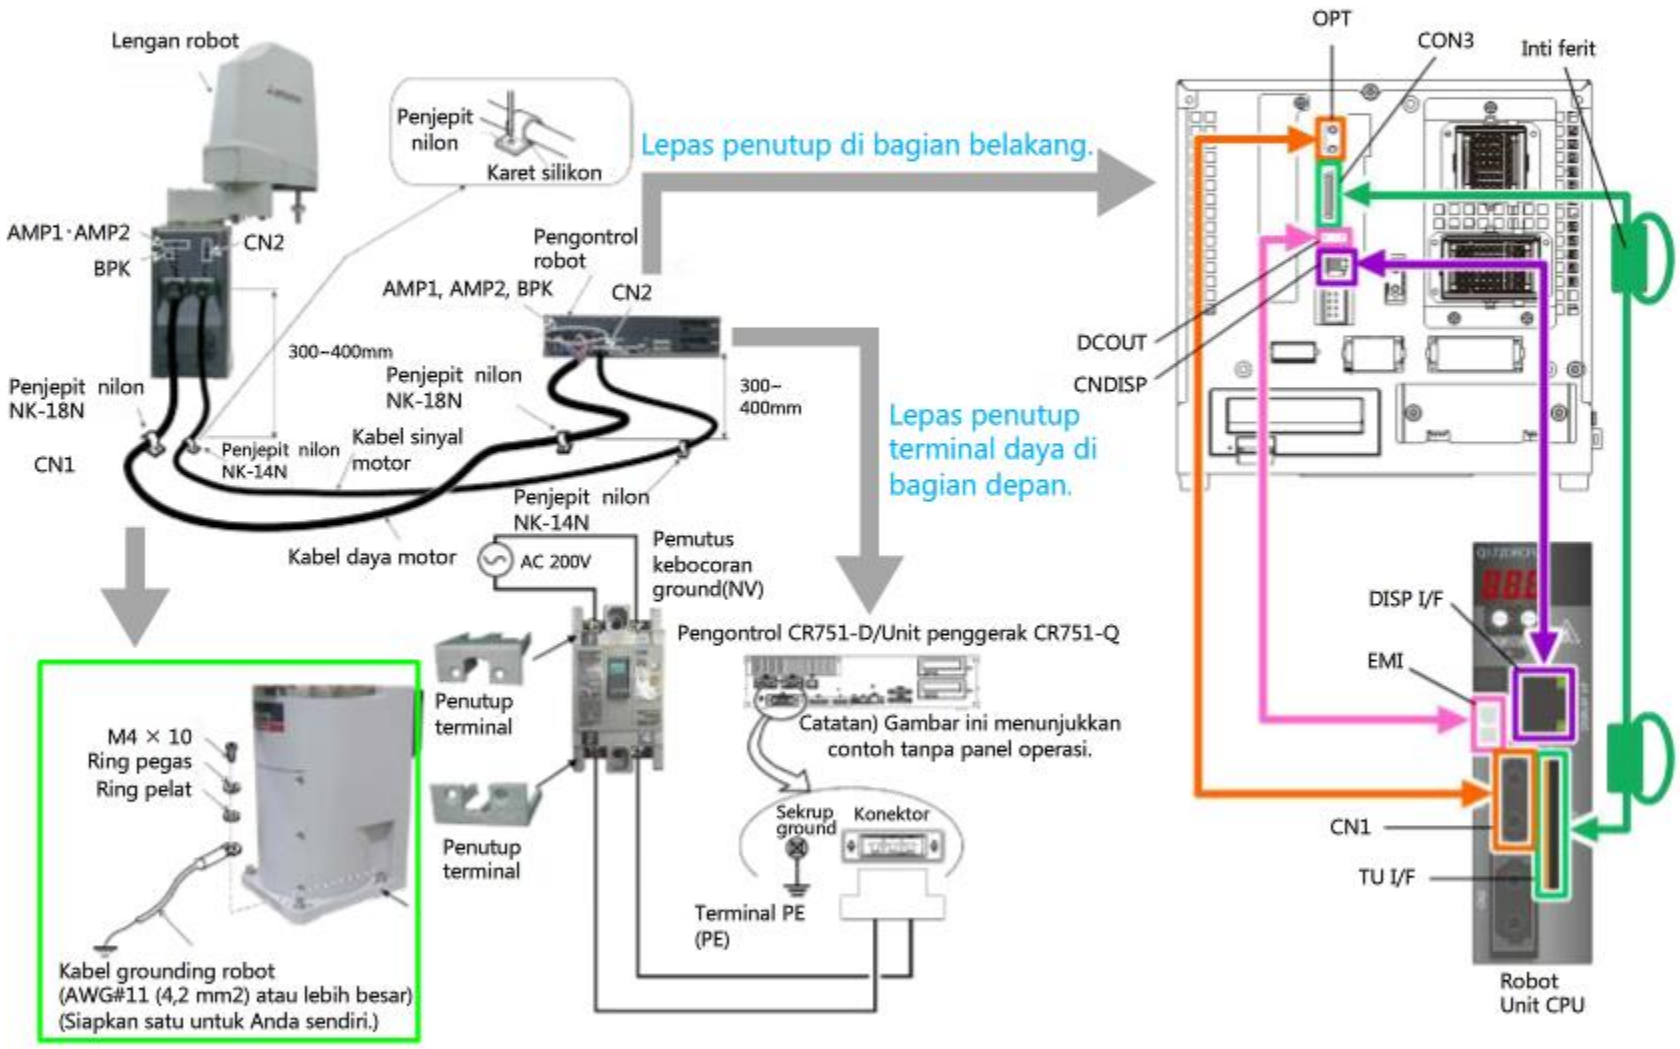 Lengan robot
AMP1·AMP2
BPK
CN2
Penjepit
nilon
Karet silikon
Lepas penutup di bagian belakang.
Pengontrol
robot
AMP1, AMP2, BPK
CN2
300~400mm
Penjepit nilon
NK-18N
Penjepit nilon
NK-18N
300~
400mm
CN1
Penjepit nilon
NK-14N
Kabel sinyal
motor
Penjepit nilon
NK-14N
Kabel daya motor
Lepas penutup
terminal daya di
bagian depan.
AC 200V
Pemutus
kebocoran
ground(NV)
Pengontrol CR751-D/Unit penggerak CR751-Q
Penutup
terminal
Catatan) Gambar ini menunjukkan
contoh tanpa panel operasi.
Penutup
terminal
Sekrup
ground
Konektor
Terminal PE
(PE)
M4 × 10
Ring pegas
Ring pelat
Kabel grounding robot
(AWG#11 (4,2 mm2) atau lebih besar)
(Siapkan satu untuk Anda sendiri.)
OPT
CON3
Inti ferit
DCOUT
CNDISP
DISP I/F
EMI
CN1
TU I/F
Robot
Unit CPU